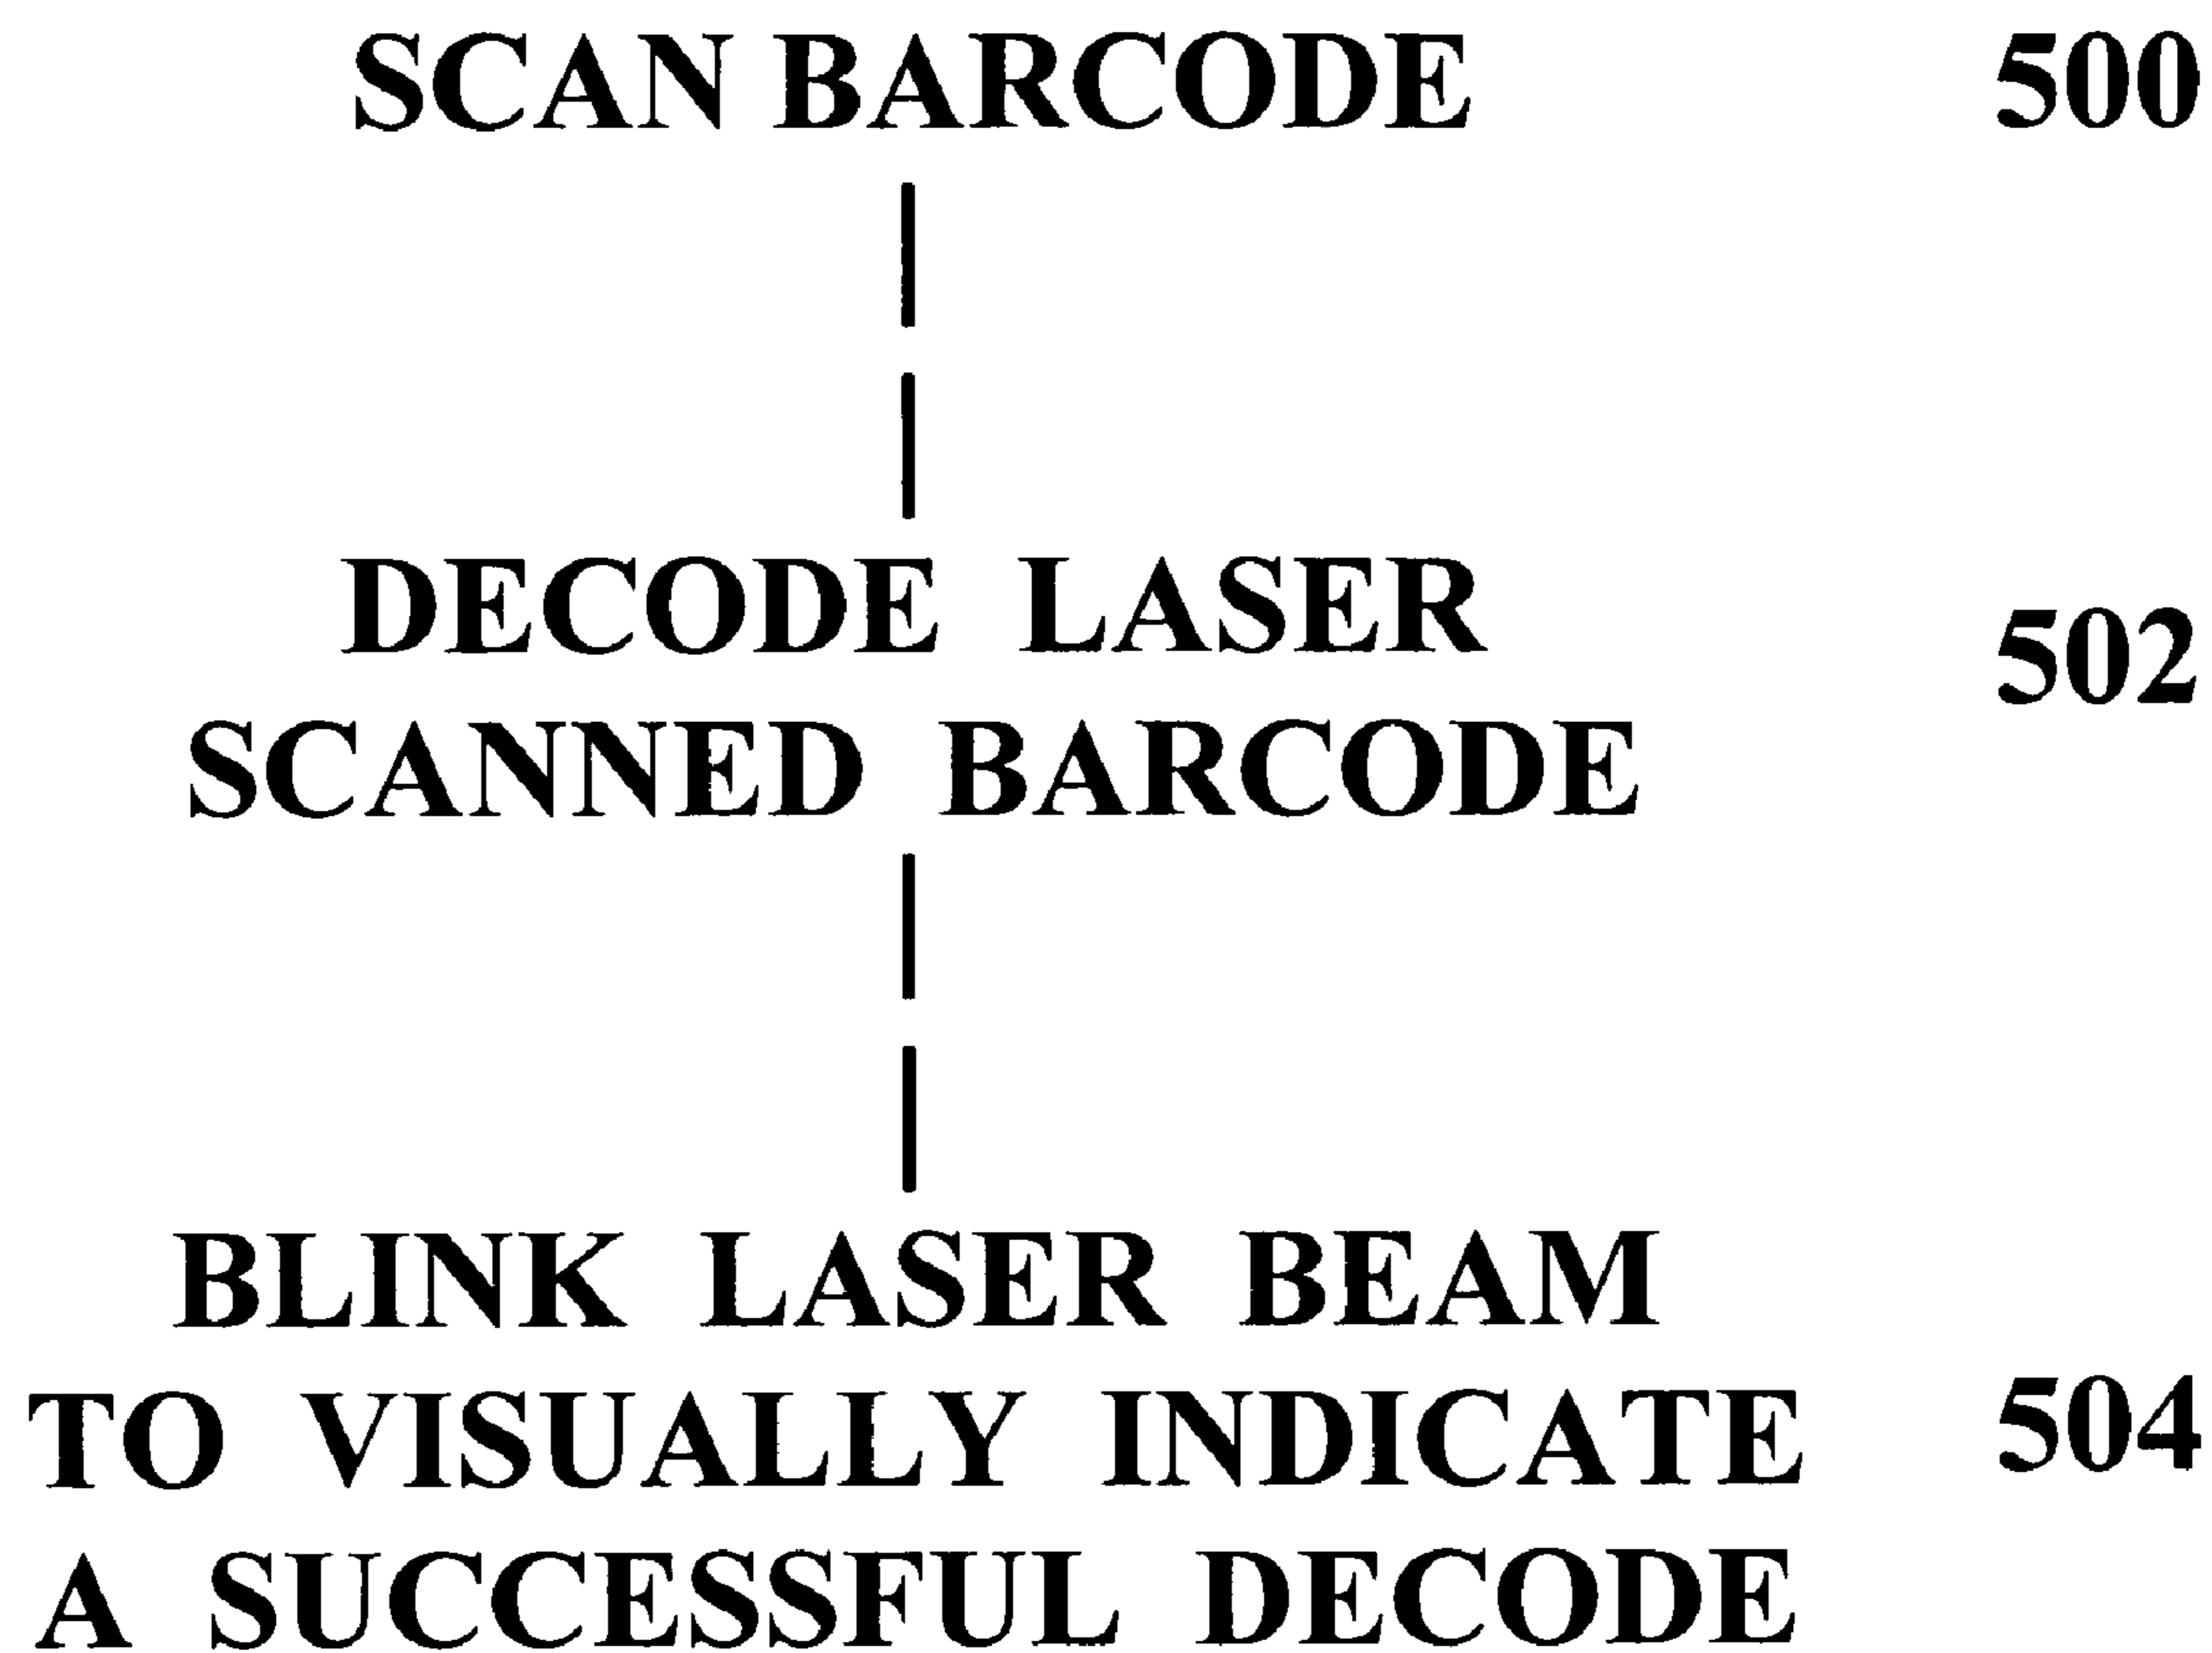 SCAN BARCODE 500
DECODE LASER
502
SCANNED BARCODE
BLINK LASER BEAM
TO VISUALLY INDICATE 504
A SUCCESSFUL DECODE